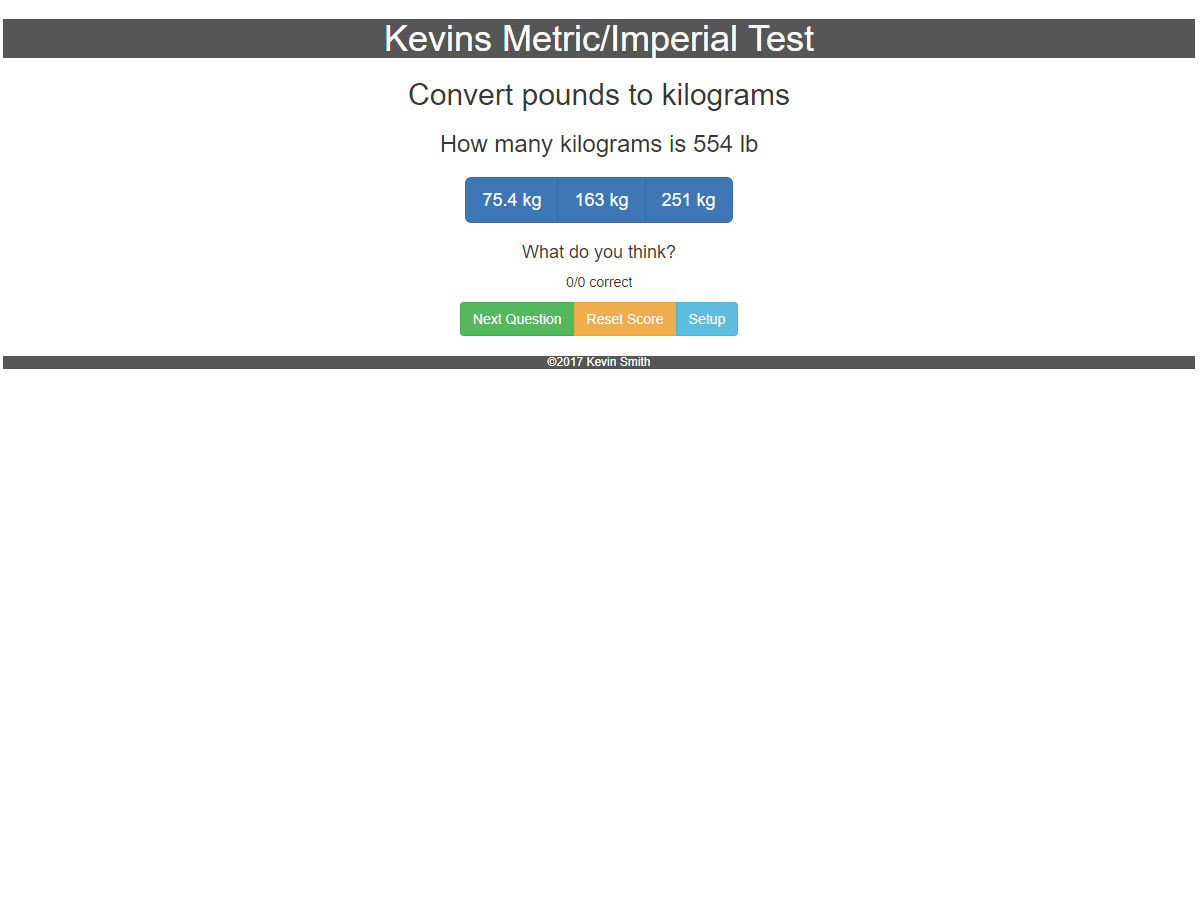 Kevins Metric/Imperial Test
Convert pounds to kilograms
How many kilograms is 554 lb
75.4 kg 163 kg 251 kg
What do you think?
0/0 correct
Next Question Reset Score Setup
©2017 Kevin Smith